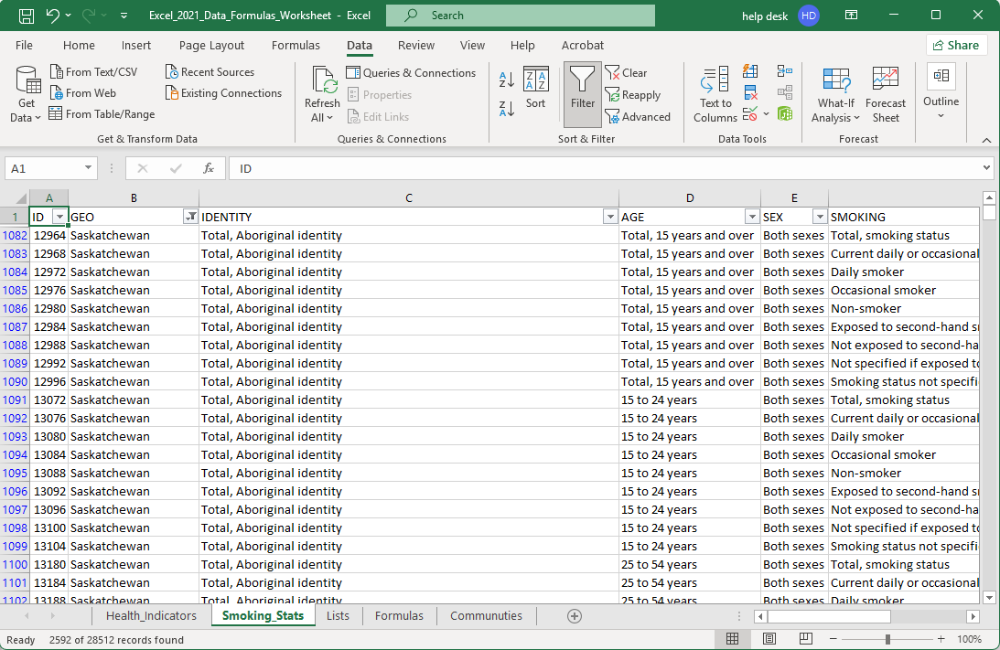 Excel_2021_Data_Formulas_Worksheet - Excel
Search
help desk HD
File Home Insert Page Layout Formulas Data Review View Help Acrobat Share
Get Data
From Text/CSV
From Web
From Table/Range
Recent Sources
Existing Connections
Get & Transform Data
Refresh All
Queries & Connections
Properties
Edit Links
Queries & Connections
Sort
Filter
Clear
Reapply
Advanced
Sort & Filter
Text to Columns
Data Tools
What-If Analysis
Forecast Sheet
Forecast
Outline
A1 fx ID
A B C D E
1 ID GEO IDENTITY AGE SEX SMOKING
1082 12964 Saskatchewan Total, Aboriginal identity Total, 15 years and over Both sexes Total, smoking status
1083 12968 Saskatchewan Total, Aboriginal identity Total, 15 years and over Both sexes Current daily or occasional
1084 12972 Saskatchewan Total, Aboriginal identity Total, 15 years and over Both sexes Daily smoker
1085 12976 Saskatchewan Total, Aboriginal identity Total, 15 years and over Both sexes Occasional smoker
1086 12980 Saskatchewan Total, Aboriginal identity Total, 15 years and over Both sexes Non-smoker
1087 12984 Saskatchewan Total, Aboriginal identity Total, 15 years and over Both sexes Exposed to second-hand s
1088 12988 Saskatchewan Total, Aboriginal identity Total, 15 years and over Both sexes Not exposed to second-ha
1089 12992 Saskatchewan Total, Aboriginal identity Total, 15 years and over Both sexes Not specified if exposed t
1090 12996 Saskatchewan Total, Aboriginal identity Total, 15 years and over Both sexes Smoking status not specifi
1091 13072 Saskatchewan Total, Aboriginal identity 15 to 24 years Both sexes Total, smoking status
1092 13076 Saskatchewan Total, Aboriginal identity 15 to 24 years Both sexes Current daily or occasional
1093 13080 Saskatchewan Total, Aboriginal identity 15 to 24 years Both sexes Daily smoker
1094 13084 Saskatchewan Total, Aboriginal identity 15 to 24 years Both sexes Occasional smoker
1095 13088 Saskatchewan Total, Aboriginal identity 15 to 24 years Both sexes Non-smoker
1096 13092 Saskatchewan Total, Aboriginal identity 15 to 24 years Both sexes Exposed to second-hand s
1097 13096 Saskatchewan Total, Aboriginal identity 15 to 24 years Both sexes Not exposed to second-ha
1098 13100 Saskatchewan Total, Aboriginal identity 15 to 24 years Both sexes Not specified if exposed t
1099 13104 Saskatchewan Total, Aboriginal identity 15 to 24 years Both sexes Smoking status not specifi
1100 13180 Saskatchewan Total, Aboriginal identity 25 to 54 years Both sexes Total, smoking status
1101 13184 Saskatchewan Total, Aboriginal identity 25 to 54 years Both sexes Current daily or occasional
1102 13188 Saskatchewan Total, Aboriginal identity 25 to 54 years Both sexes Daily smoker
Health_Indicators Smoking_Stats Lists Formulas Communuties
Ready 2592 of 28512 records found 100%